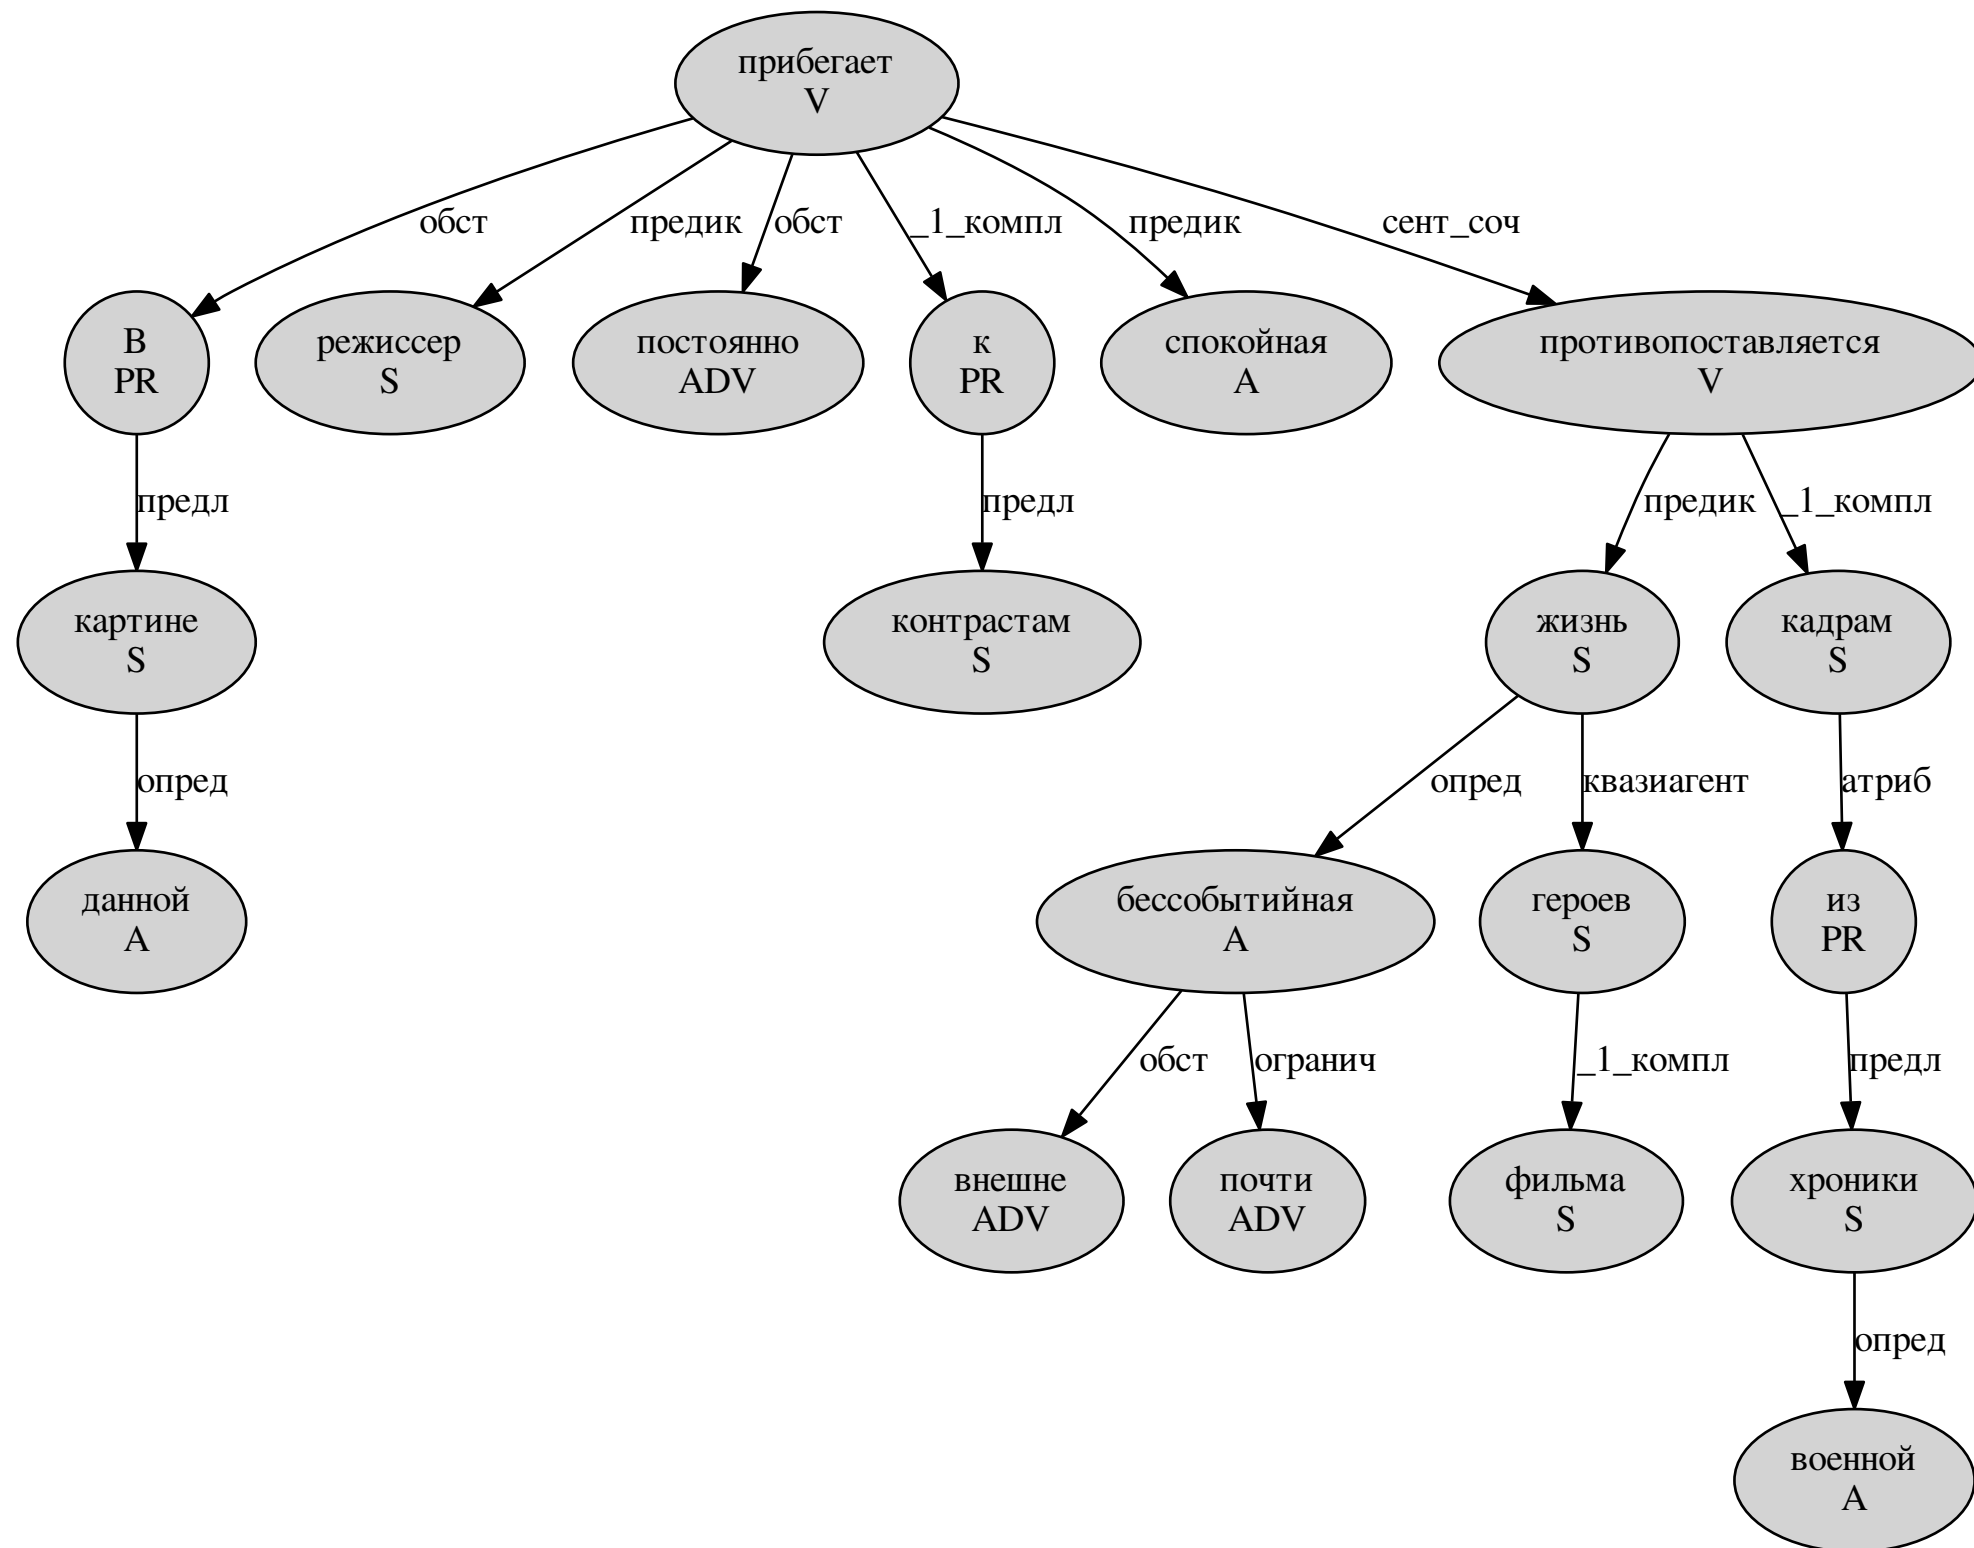 прибегает
V
обст
предик
обст
_1_компл
предик
сент_соч
В
PR
режиссер
S
постоянно
ADV
к
PR
спокойная
A
противопоставляется
V
предл
предл
предик
_1_компл
картине
S
контрастам
S
жизнь
S
кадрам
S
опред
опред
квазиагент
атриб
данной
A
бессобытийная
A
героев
S
из
PR
обст
огранич
_1_компл
предл
внешне
ADV
почти
ADV
фильма
S
хроники
S
опред
военной
A